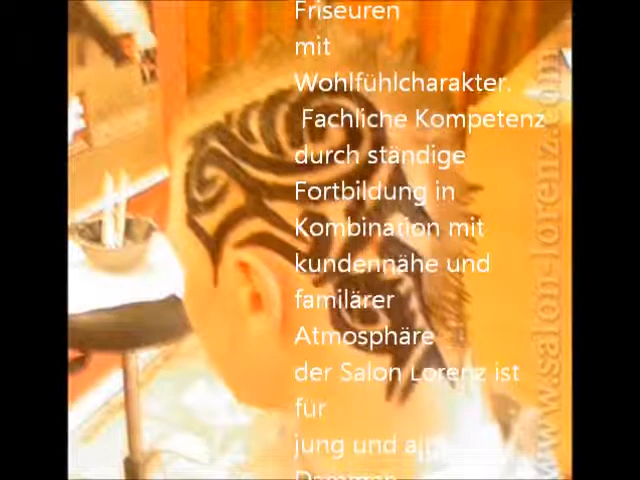 Friseuren
mit
Wohlfühlcharakter.
Fachliche Kompetenz
durch ständige
Fortbildung in
Kombination mit
kundennähe und
familärer
Atmosphäre
der Salon Lorenz ist
für
jung und
www.salon-lorenz.com